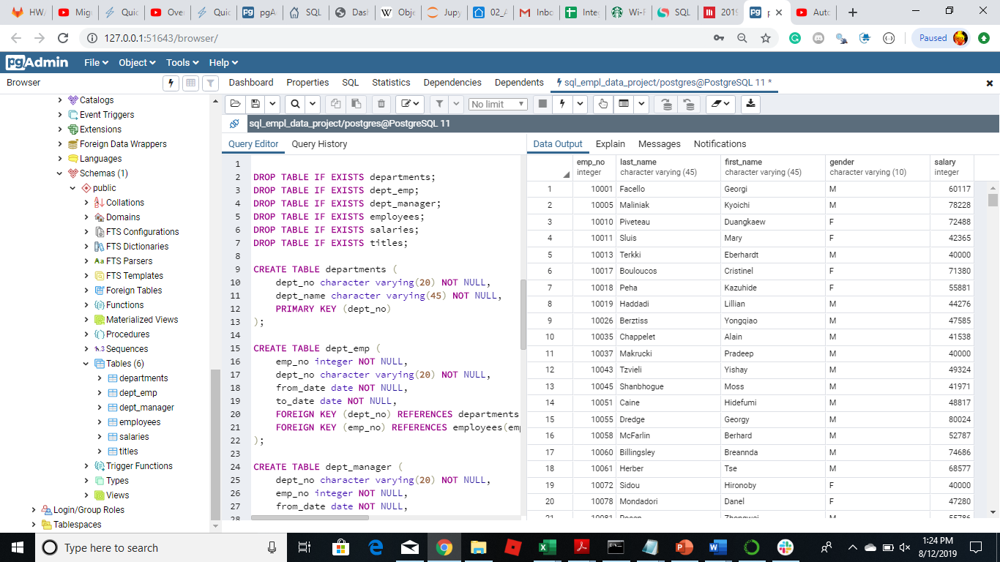 HW/
Mig
Quic
Over
Quic
pgA
SQL
Dash
Obje
Jupy
02_A
Inbo
Inte
Wi-F
SQL
2019
p
Auto
127.0.0.1:51643/browser/
Paused
pgAdmin
File
Object
Tools
Help
Browser
Dashboard
Properties
SQL
Statistics
Dependencies
Dependents
sql_empl_data_project/postgres@PostgreSQL 11 *
No limit
sql_empl_data_project/postgres@PostgreSQL 11
Catalogs
Event Triggers
Extensions
Foreign Data Wrappers
Languages
Schemas (1)
public
Collations
Domains
FTS Configurations
FTS Dictionaries
Aa FTS Parsers
FTS Templates
Foreign Tables
Functions
Materialized Views
Procedures
1..3 Sequences
Tables (6)
departments
dept_emp
dept_manager
employees
salaries
titles
Trigger Functions
Types
Views
Login/Group Roles
Tablespaces
Query Editor
Query History
1
2 DROP TABLE IF EXISTS departments;
3 DROP TABLE IF EXISTS dept_emp;
4 DROP TABLE IF EXISTS dept_manager;
5 DROP TABLE IF EXISTS employees;
6 DROP TABLE IF EXISTS salaries;
7 DROP TABLE IF EXISTS titles;
8
9 CREATE TABLE departments (
10 dept_no character varying(20) NOT NULL,
11 dept_name character varying(45) NOT NULL,
12 PRIMARY KEY (dept_no)
13 );
14
15 CREATE TABLE dept_emp (
16 emp_no integer NOT NULL,
17 dept_no character varying(20) NOT NULL,
18 from_date date NOT NULL,
19 to_date date NOT NULL,
20 FOREIGN KEY (dept_no) REFERENCES departments
21 FOREIGN KEY (emp_no) REFERENCES employees(emp
22 );
23
24 CREATE TABLE dept_manager (
25 dept_no character varying(20) NOT NULL,
26 emp_no integer NOT NULL,
27 from_date date NOT NULL,
28
Data Output
Explain
Messages
Notifications
emp_no last_name first_name gender salary
integer character varying (45) character varying (45) character varying (10) integer
1 10001 Facello Georgi M 60117
2 10005 Maliniak Kyoichi M 78228
3 10010 Piveteau Duangkaew F 72488
4 10011 Sluis Mary F 42365
5 10013 Terkki Eberhardt M 40000
6 10017 Bouloucos Cristinel F 71380
7 10018 Peha Kazuhide F 55881
8 10019 Haddadi Lillian M 44276
9 10026 Berztiss Yongqiao M 47585
10 10035 Chappelet Alain M 41538
11 10037 Makrucki Pradeep M 40000
12 10043 Tzvieli Yishay M 49324
13 10045 Shanbhogue Moss M 41971
14 10051 Caine Hidefumi M 48817
15 10055 Dredge Georgy M 80024
16 10058 McFarlin Berhard M 52787
17 10060 Billingsley Breannda M 74686
18 10061 Herber Tse M 68577
19 10072 Sidou Hironoby F 40000
20 10078 Mondadori Danel F 47280
21 10081 Rosen Zhongwei M 55786
Type here to search
1:24 PM
8/12/2019